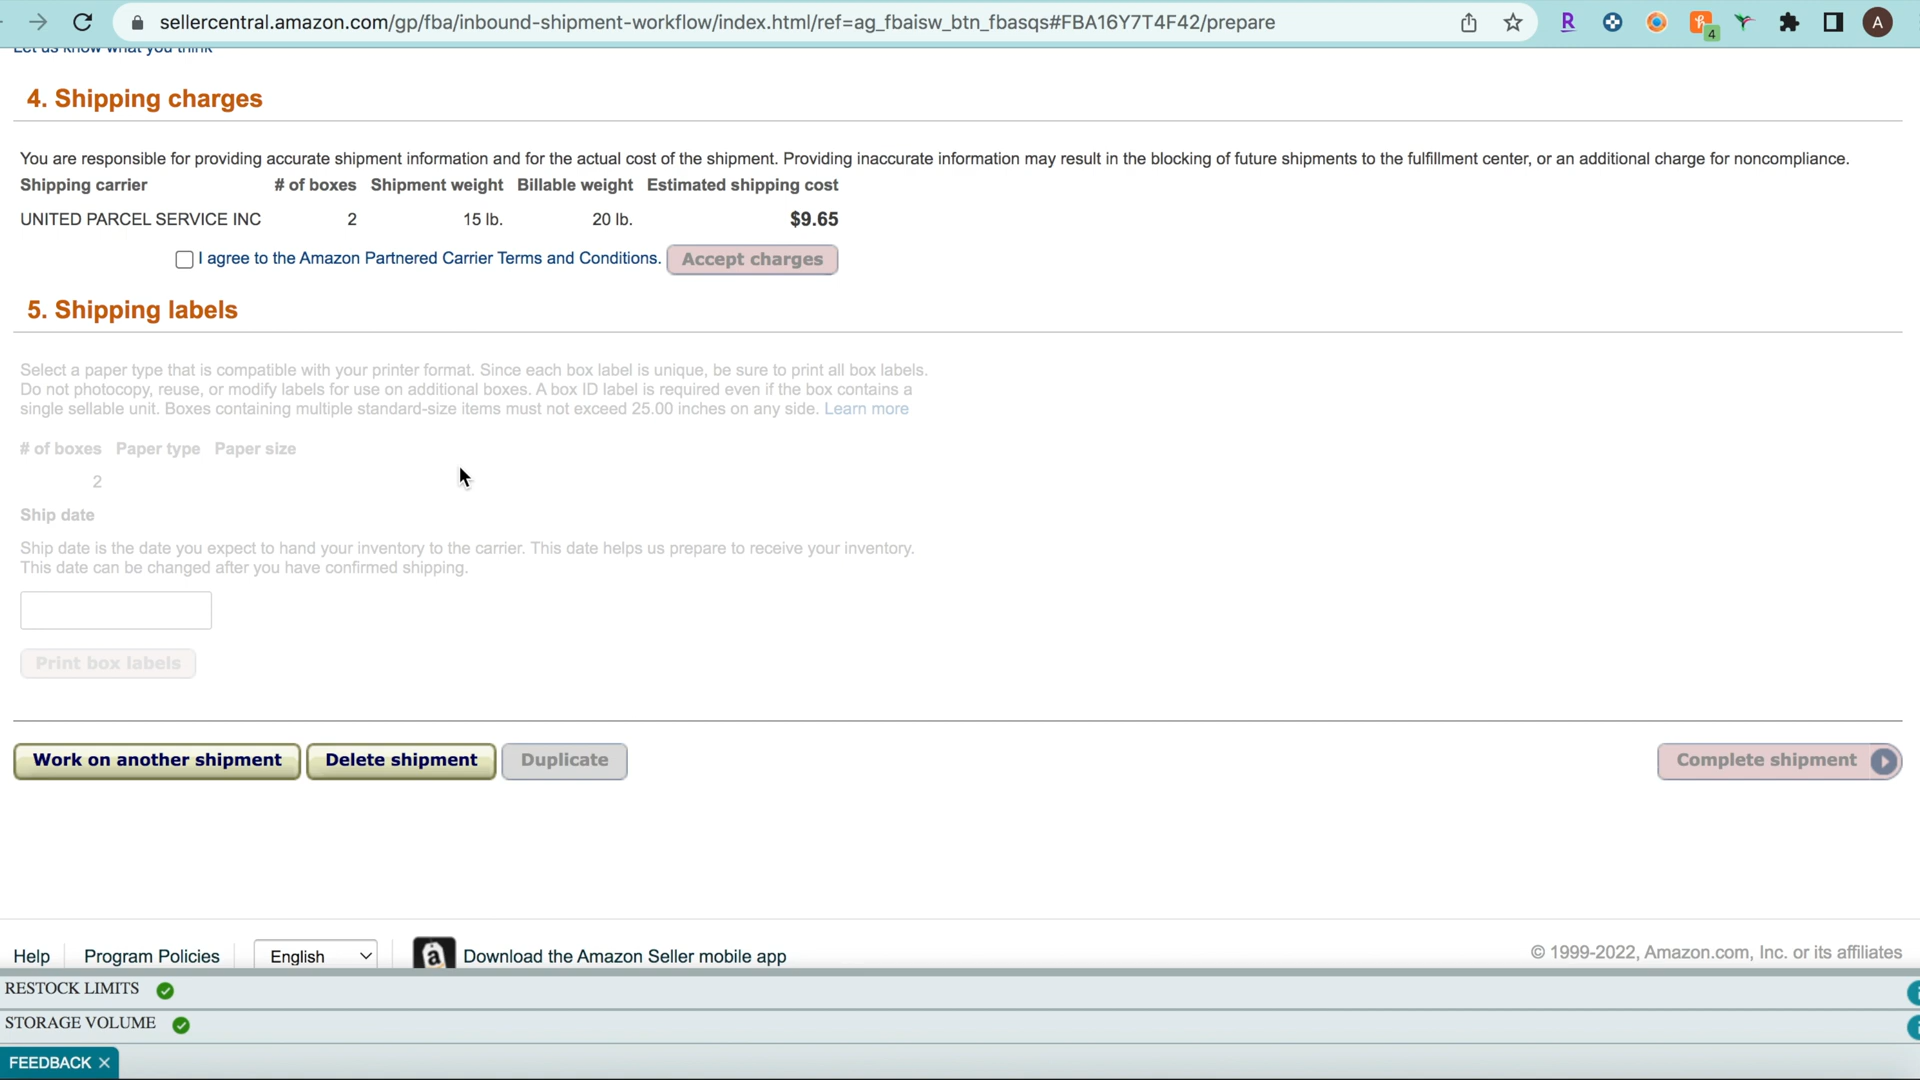 sellercentral.amazon.com/gp/fba/inbound-shipment-workflow/index.html/ref=ag_fbaisw_btn_fbasqs#FBA16Y7T4F42/prepare
4
A
Let us know what you think
4. Shipping charges
You are responsible for providing accurate shipment information and for the actual cost of the shipment. Providing inaccurate information may result in the blocking of future shipments to the fulfillment center, or an additional charge for noncompliance.
Shipping carrier # of boxes Shipment weight Billable weight Estimated shipping cost
UNITED PARCEL SERVICE INC 2 15 lb. 20 lb. $9.65
I agree to the Amazon Partnered Carrier Terms and Conditions. Accept charges
5. Shipping labels
Select a paper type that is compatible with your printer format. Since each box label is unique, be sure to print all box labels.
Do not photocopy, reuse, or modify labels for use on additional boxes. A box ID label is required even if the box contains a
single sellable unit. Boxes containing multiple standard-size items must not exceed 25.00 inches on any side. Learn more
# of boxes Paper type Paper size
2
Ship date
Ship date is the date you expect to hand your inventory to the carrier. This date helps us prepare to receive your inventory.
This date can be changed after you have confirmed shipping.
Print box labels
Work on another shipment Delete shipment Duplicate Complete shipment
Help Program Policies English Download the Amazon Seller mobile app © 1999-2022, Amazon.com, Inc. or its affiliates
RESTOCK LIMITS
STORAGE VOLUME
FEEDBACK